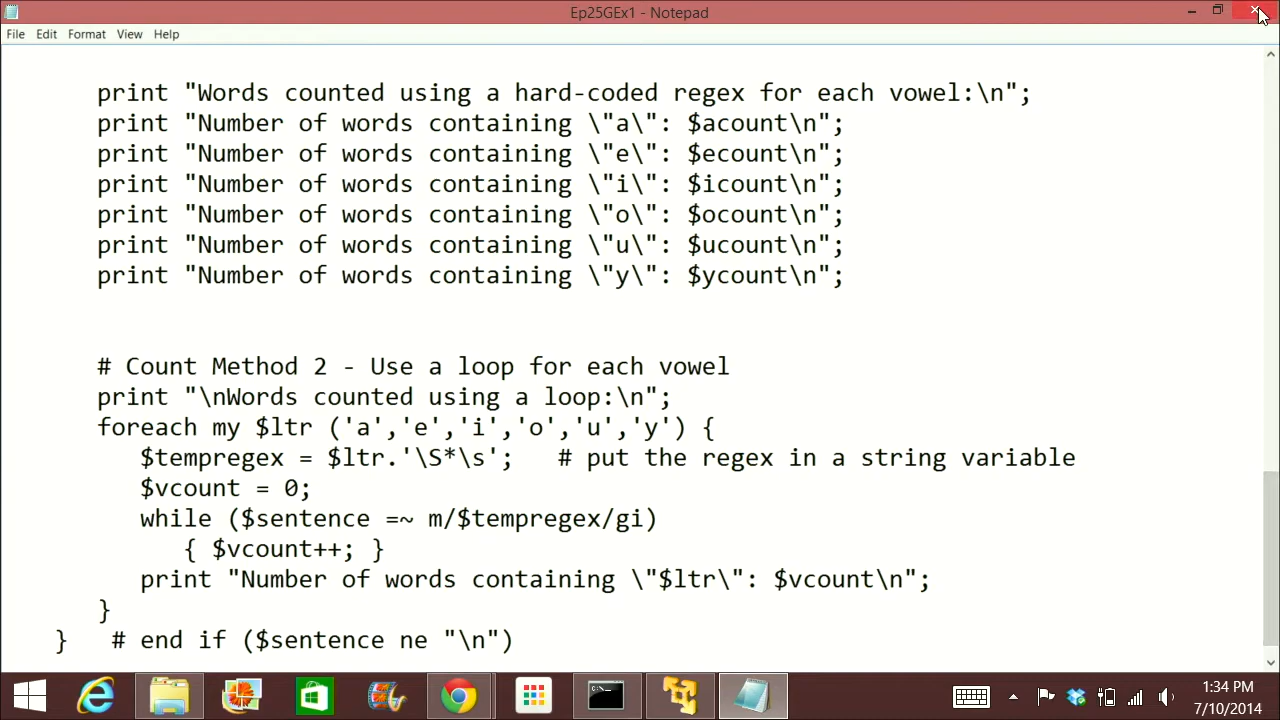 Ep25GEx1 - Notepad
File Edit Format View Help
print "Words counted using a hard-coded regex for each vowel:\n";
print "Number of words containing \"a\": $acount\n";
print "Number of words containing \"e\": $ecount\n";
print "Number of words containing \"i\": $icount\n";
print "Number of words containing \"o\": $ocount\n";
print "Number of words containing \"u\": $ucount\n";
print "Number of words containing \"y\": $ycount\n";
# Count Method 2 - Use a loop for each vowel
print "\nWords counted using a loop:\n";
foreach my $ltr ('a','e','i','o','u','y') {
$tempregex = $ltr.'\S*\s'; # put the regex in a string variable
$vcount = 0;
while ($sentence =~ m/$tempregex/gi)
{ $vcount++; }
print "Number of words containing \"$ltr\": $vcount\n";
}
} # end if ($sentence ne "\n")
1:34 PM
7/10/2014